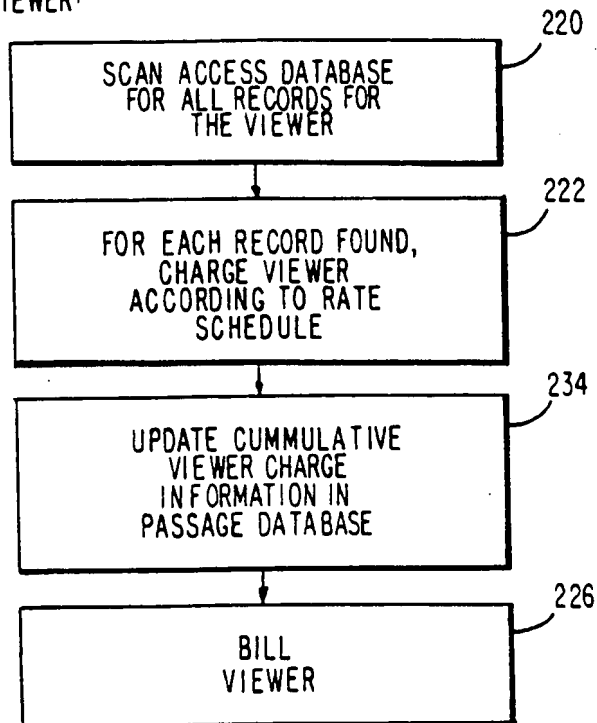 220
SCAN ACCESS DATABASE
FOR ALL RECORDS FOR
THE VIEWER
222
FOR EACH RECORD FOUND,
CHARGE VIEWER
ACCORDING TO RATE
SCHEDULE
234
UPDATE CUMMULATIVE
VIEWER CHARGE
INFORMATION IN
PASSAGE DATABASE
226
BILL
VIEWER